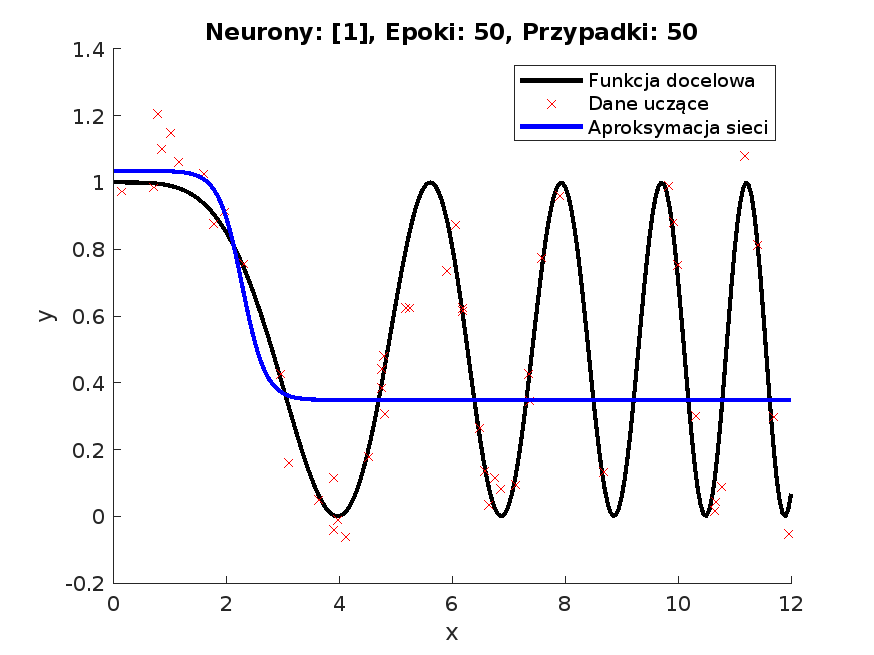 Neurony: [1], Epoki: 50, Przypadki: 50
1.4
1.2
1
0.8
0.6
0.4
0.2
0
-0.2
y
Funkcja docelowa
Dane uczące
Aproksymacja sieci
0 2 4 6 8 10 12
x